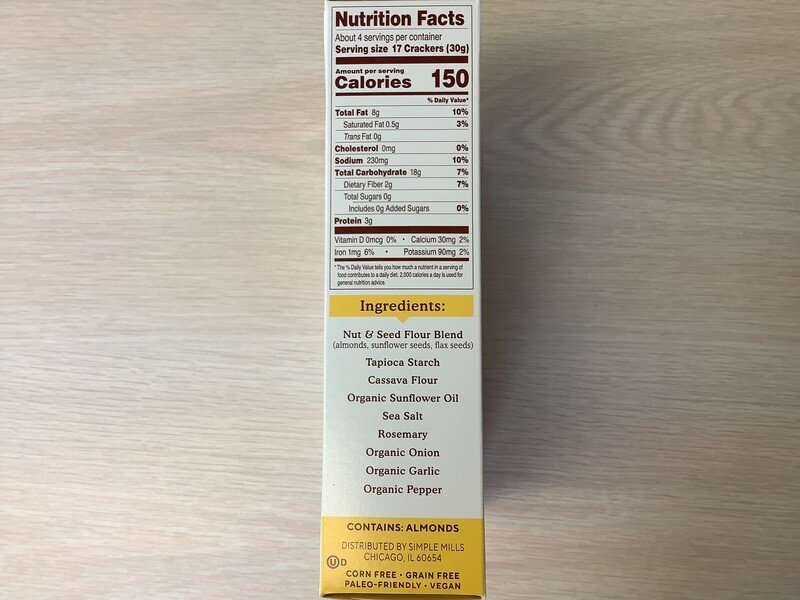 Nutrition Facts
About 4 servings per container
Serving size 17 Crackers (30g)
Amount per serving
Calories 150
% Daily Value*
Total Fat 8g 10%
Saturated Fat 0.5g 3%
Trans Fat 0g
Cholesterol 0mg 0%
Sodium 230mg 10%
Total Carbohydrate 18g 7%
Dietary Fiber 2g 7%
Total Sugars 0g
Includes 0g Added Sugars 0%
Protein 3g
Vitamin D 0mcg 0% • Calcium 30mg 2%
Iron 1mg 6% • Potassium 90mg 2%
* The % Daily Value tells you how much a nutrient in a serving of
food contributes to a daily diet. 2,000 calories a day is used for
general nutrition advice.
Ingredients:
Nut & Seed Flour Blend
(almonds, sunflower seeds, flax seeds)
Tapioca Starch
Cassava Flour
Organic Sunflower Oil
Sea Salt
Rosemary
Organic Onion
Organic Garlic
Organic Pepper
CONTAINS: ALMONDS
DISTRIBUTED BY SIMPLE MILLS
CHICAGO, IL 60654
U D
CORN FREE • GRAIN FREE
PALEO-FRIENDLY • VEGAN